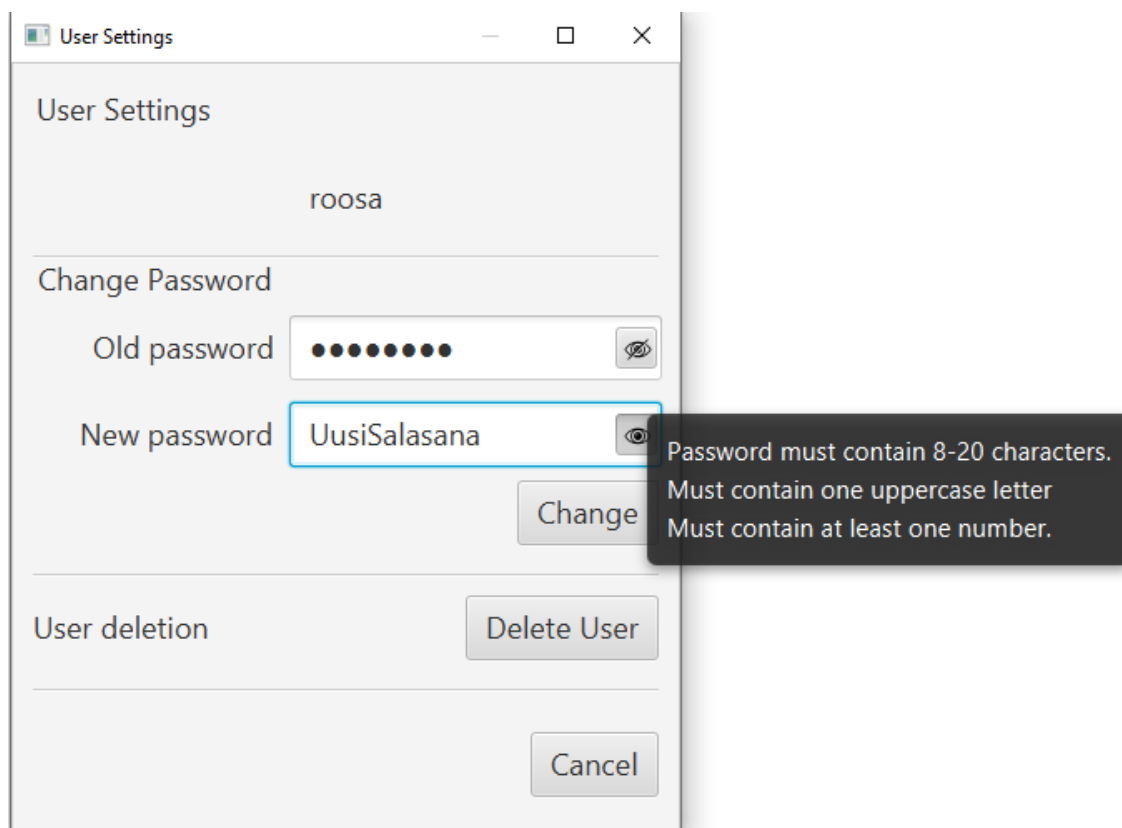 User Settings
User Settings
roosa
Change Password
Old password ●●●●●●●●
New password UusiSalasana
Password must contain 8-20 characters.
Must contain one uppercase letter
Must contain at least one number.
Change
User deletion Delete User
Cancel